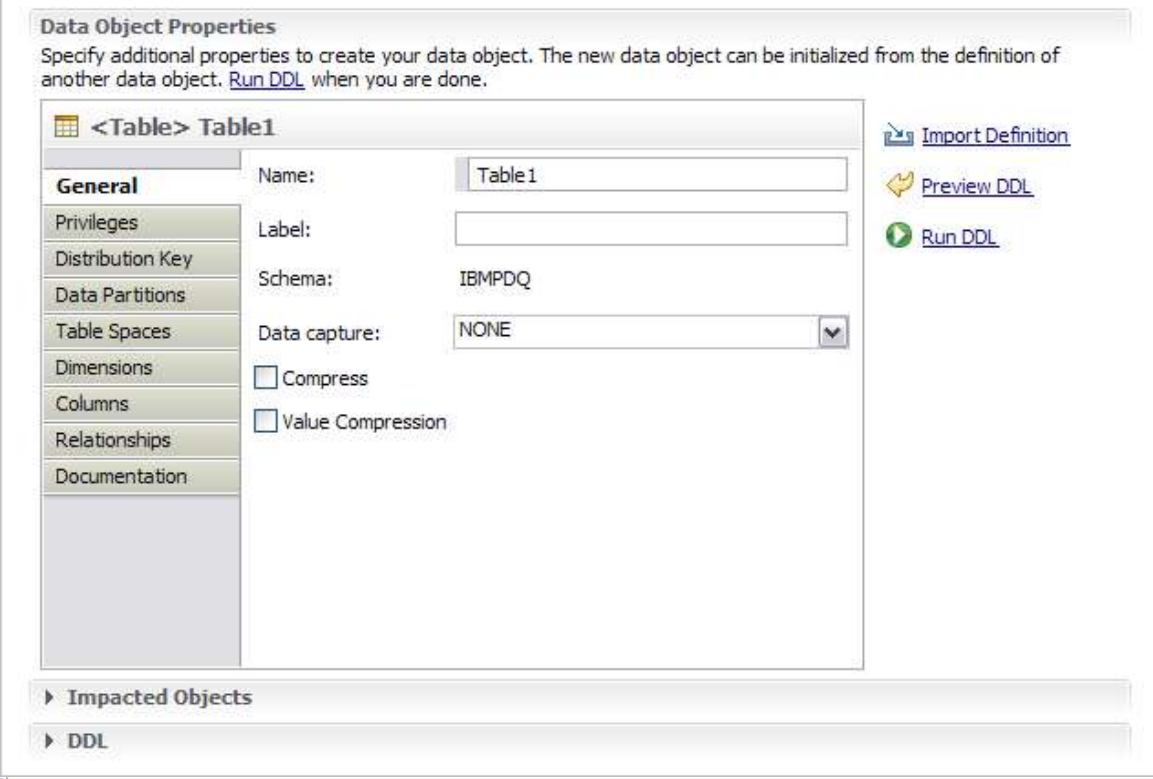 Data Object Properties
Specify additional properties to create your data object. The new data object can be initialized from the definition of
another data object. Run DDL when you are done.
<Table> Table1
General
Privileges
Distribution Key
Data Partitions
Table Spaces
Dimensions
Columns
Relationships
Documentation
Name: Table1
Label:
Schema: IBMPDQ
Data capture: NONE
Compress
Value Compression
Import Definition
Preview DDL
Run DDL
Impacted Objects
DDL